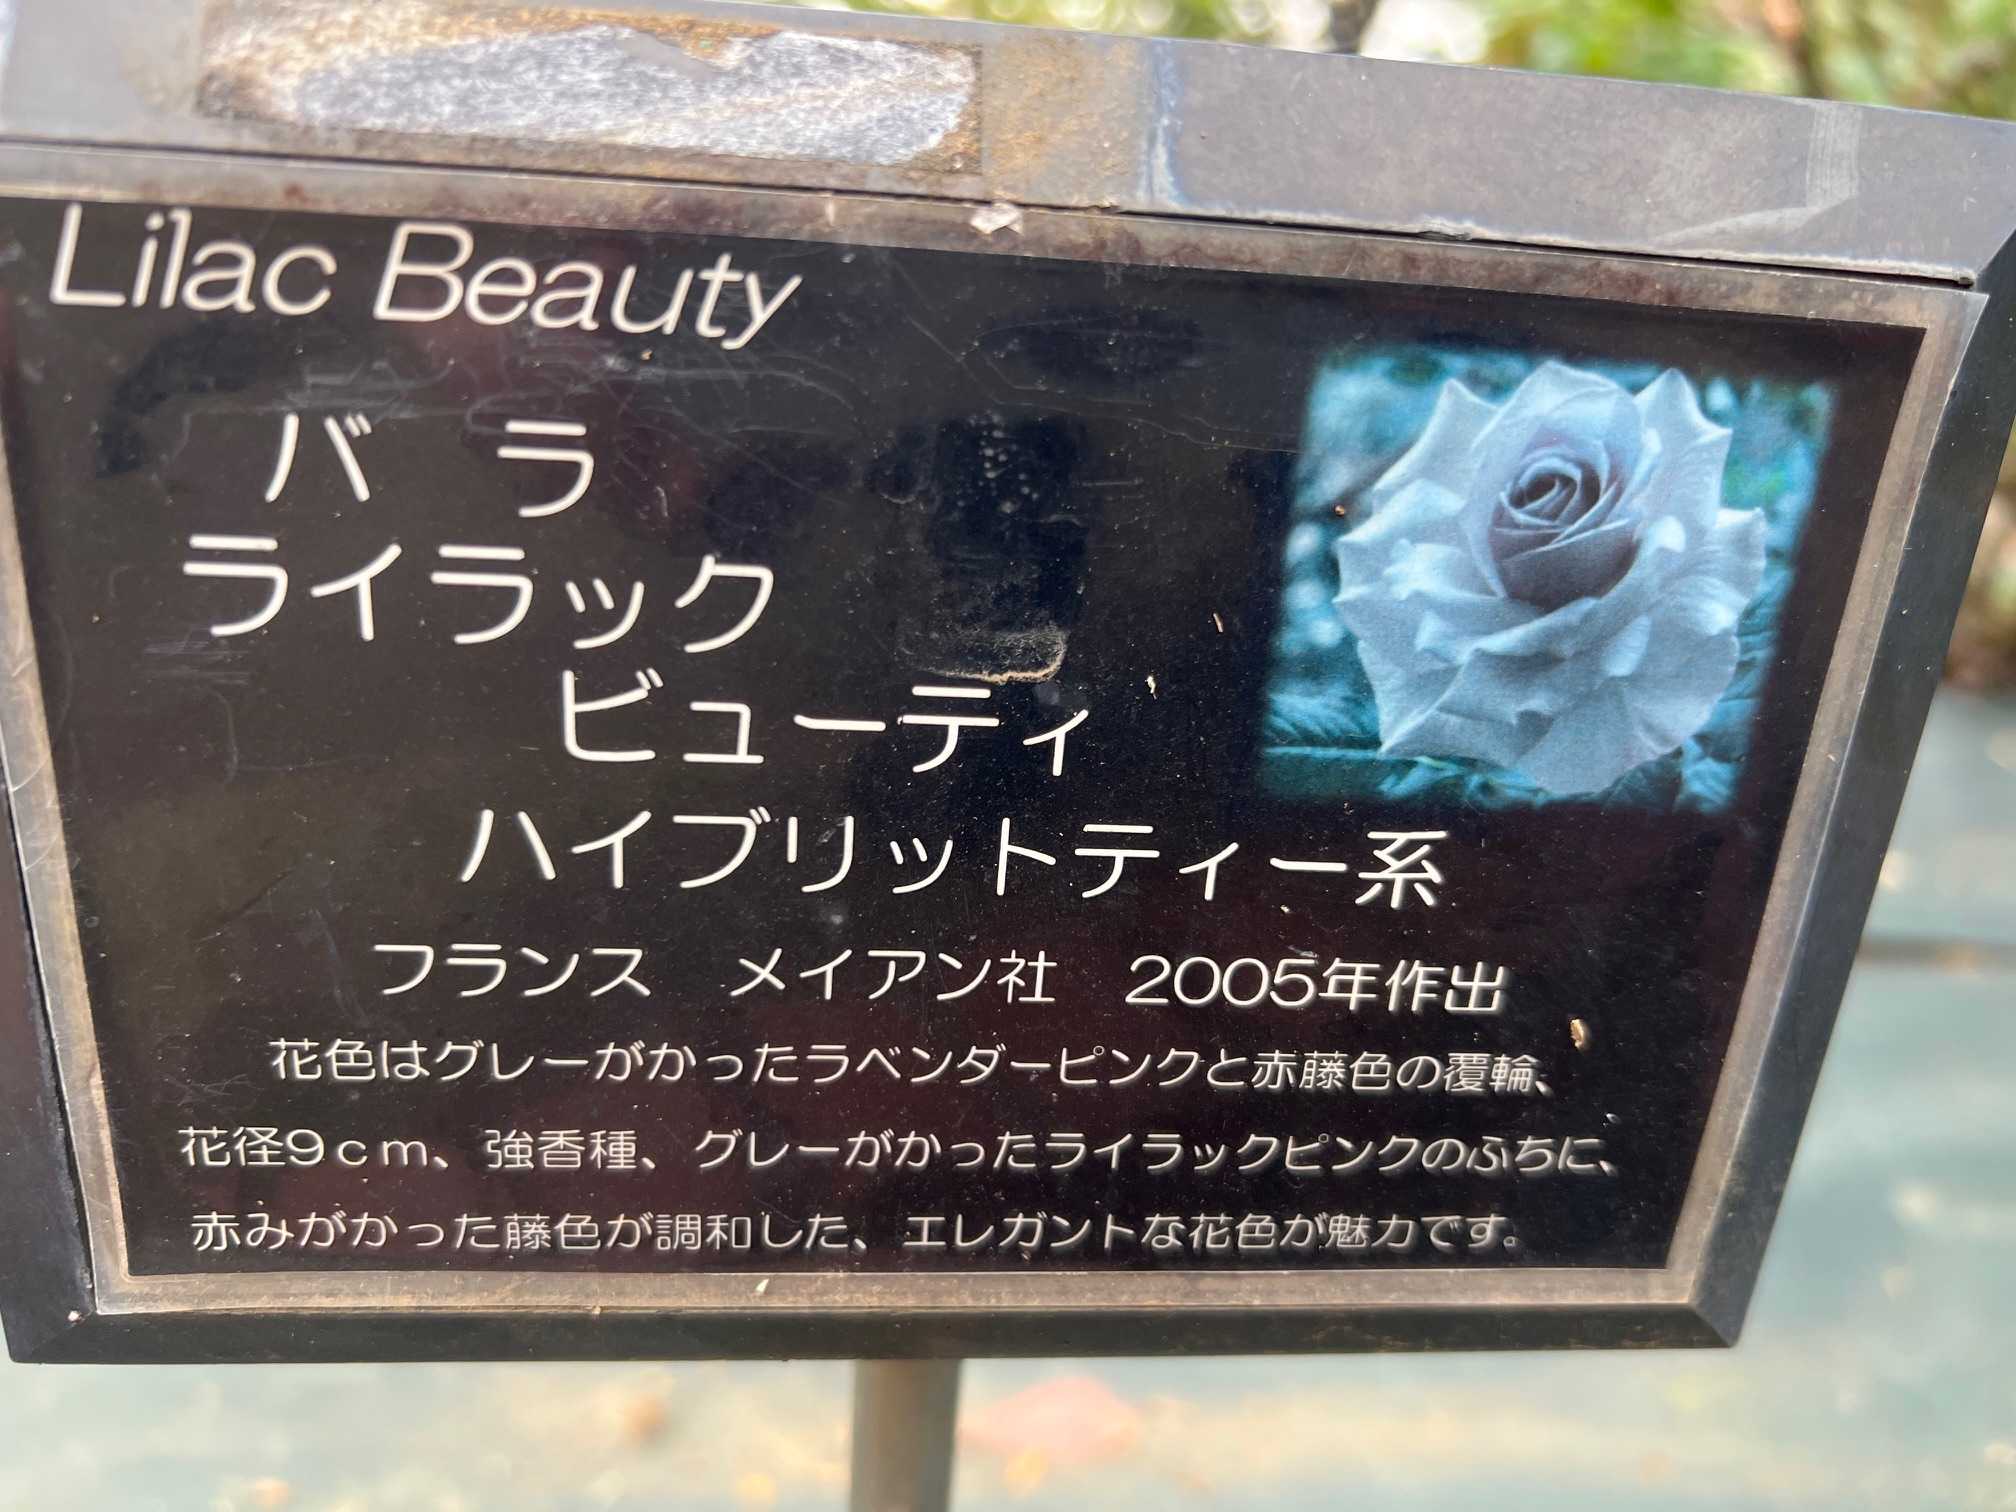 Lilac Beauty
バ　ラ
ライラック
ビューティ
ハイブリットティー系
フランス　メイアン社　2005年作出
花色はグレーがかったラベンダーピンクと赤藤色の覆輪、
花径9cm、強香種、グレーがかったライラックピンクのふちに、
赤みがかった藤色が調和した、エレガントな花色が魅力です。